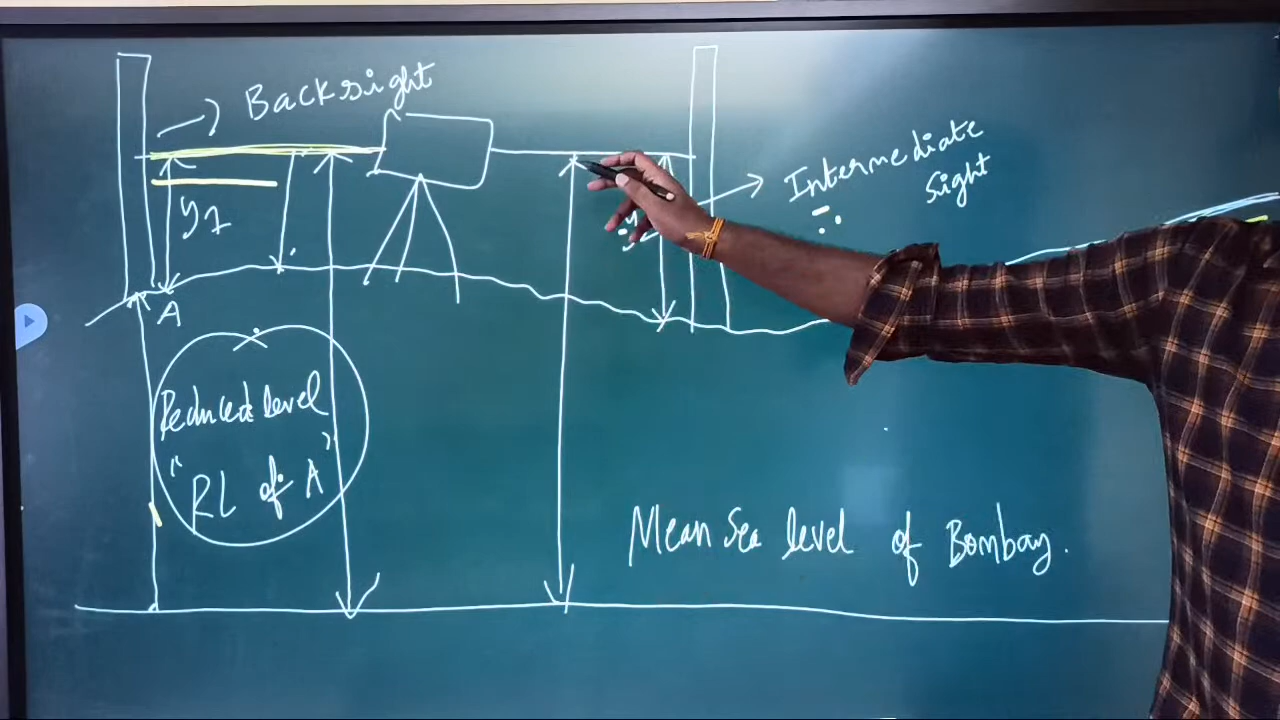 Backsight
Intermediate
Sight
y1
A
Reduced level
"RL of A"
Mean Sea level of Bombay.